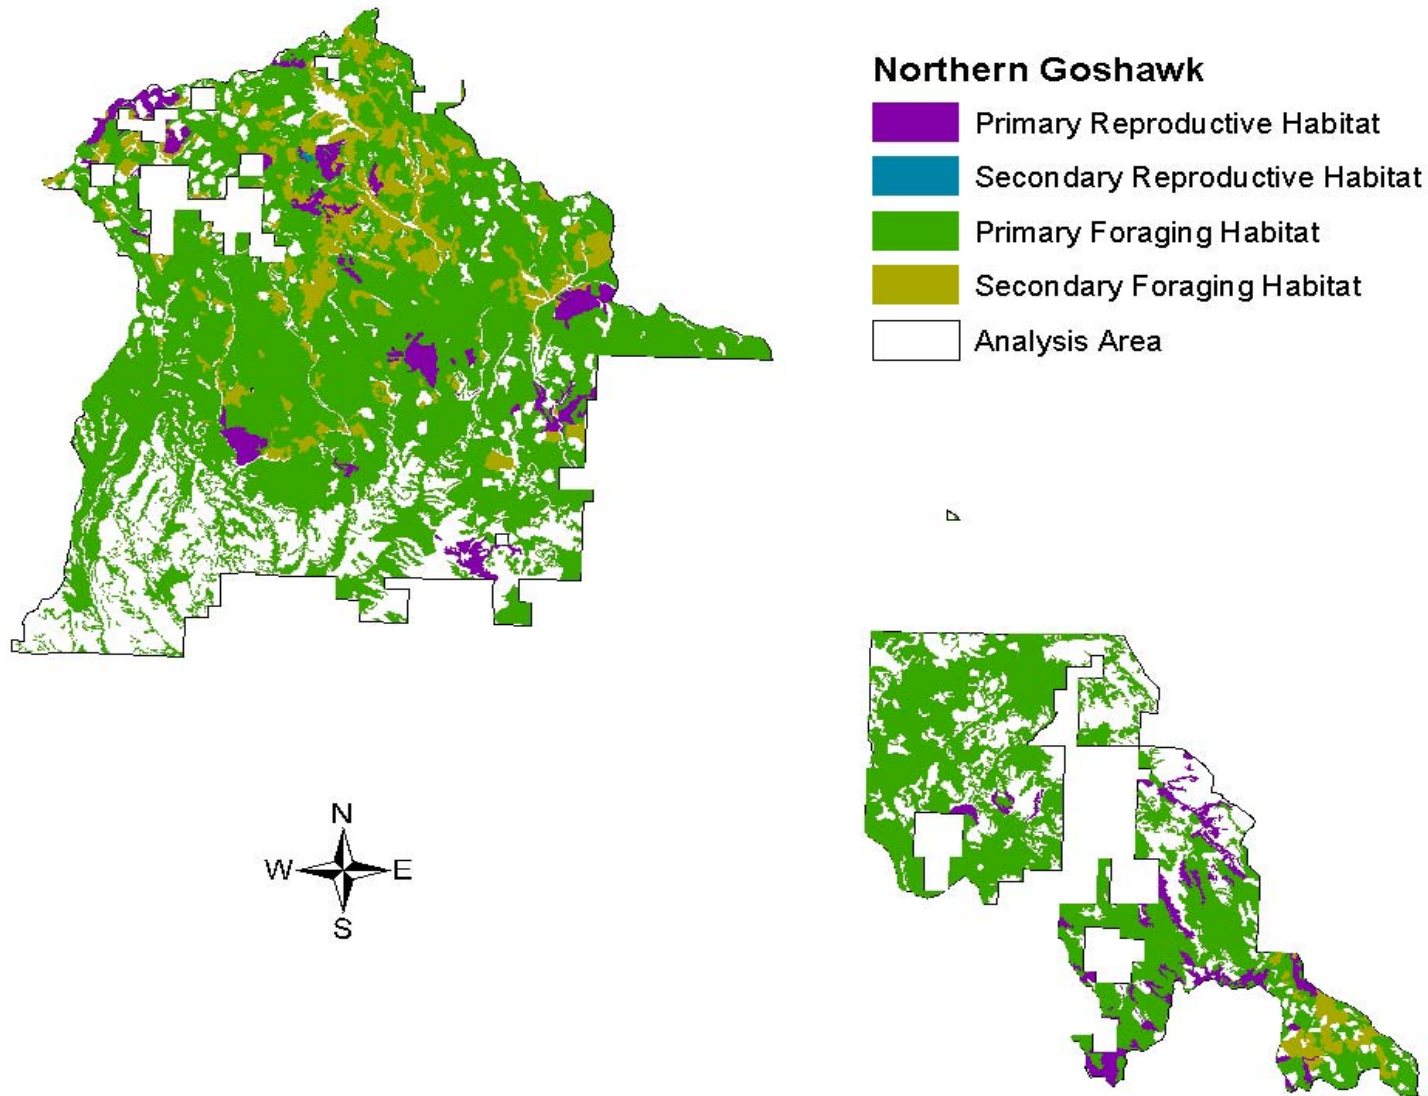 Northern Goshawk
Primary Reproductive Habitat
Secondary Reproductive Habitat
Primary Foraging Habitat
Secondary Foraging Habitat
Analysis Area
N
W E
S